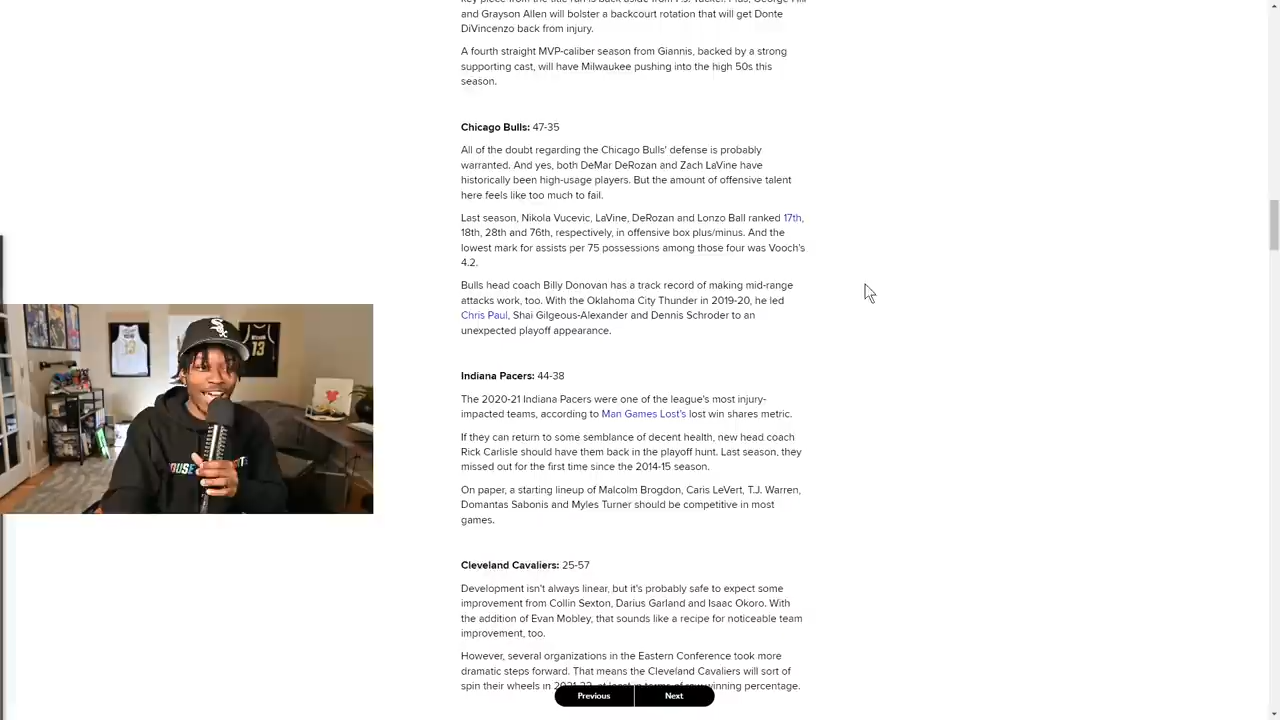 and Grayson Allen will bolster a backcourt rotation that will get Donte
DiVincenzo back from injury.
A fourth straight MVP-caliber season from Giannis, backed by a strong
supporting cast, will have Milwaukee pushing into the high 50s this
season.
Chicago Bulls: 47-35
All of the doubt regarding the Chicago Bulls' defense is probably
warranted. And yes, both DeMar DeRozan and Zach LaVine have
historically been high-usage players. But the amount of offensive talent
here feels like too much to fail.
Last season, Nikola Vucevic, LaVine, DeRozan and Lonzo Ball ranked 17th,
18th, 28th and 76th, respectively, in offensive box plus/minus. And the
lowest mark for assists per 75 possessions among those four was Vooch's
4.2.
Bulls head coach Billy Donovan has a track record of making mid-range
attacks work, too. With the Oklahoma City Thunder in 2019-20, he led
Chris Paul, Shai Gilgeous-Alexander and Dennis Schroder to an
unexpected playoff appearance.
Indiana Pacers: 44-38
The 2020-21 Indiana Pacers were one of the league's most injury-
impacted teams, according to Man Games Lost's lost win shares metric.
If they can return to some semblance of decent health, new head coach
Rick Carlisle should have them back in the playoff hunt. Last season, they
missed out for the first time since the 2014-15 season.
On paper, a starting lineup of Malcolm Brogdon, Caris LeVert, T.J. Warren,
Domantas Sabonis and Myles Turner should be competitive in most
games.
Cleveland Cavaliers: 25-57
Development isn't always linear, but it's probably safe to expect some
improvement from Collin Sexton, Darius Garland and Isaac Okoro. With
the addition of Evan Mobley, that sounds like a recipe for noticeable team
improvement, too.
However, several organizations in the Eastern Conference took more
dramatic steps forward. That means the Cleveland Cavaliers will sort of
spin their wheels in winning percentage.
Previous Next
13
13